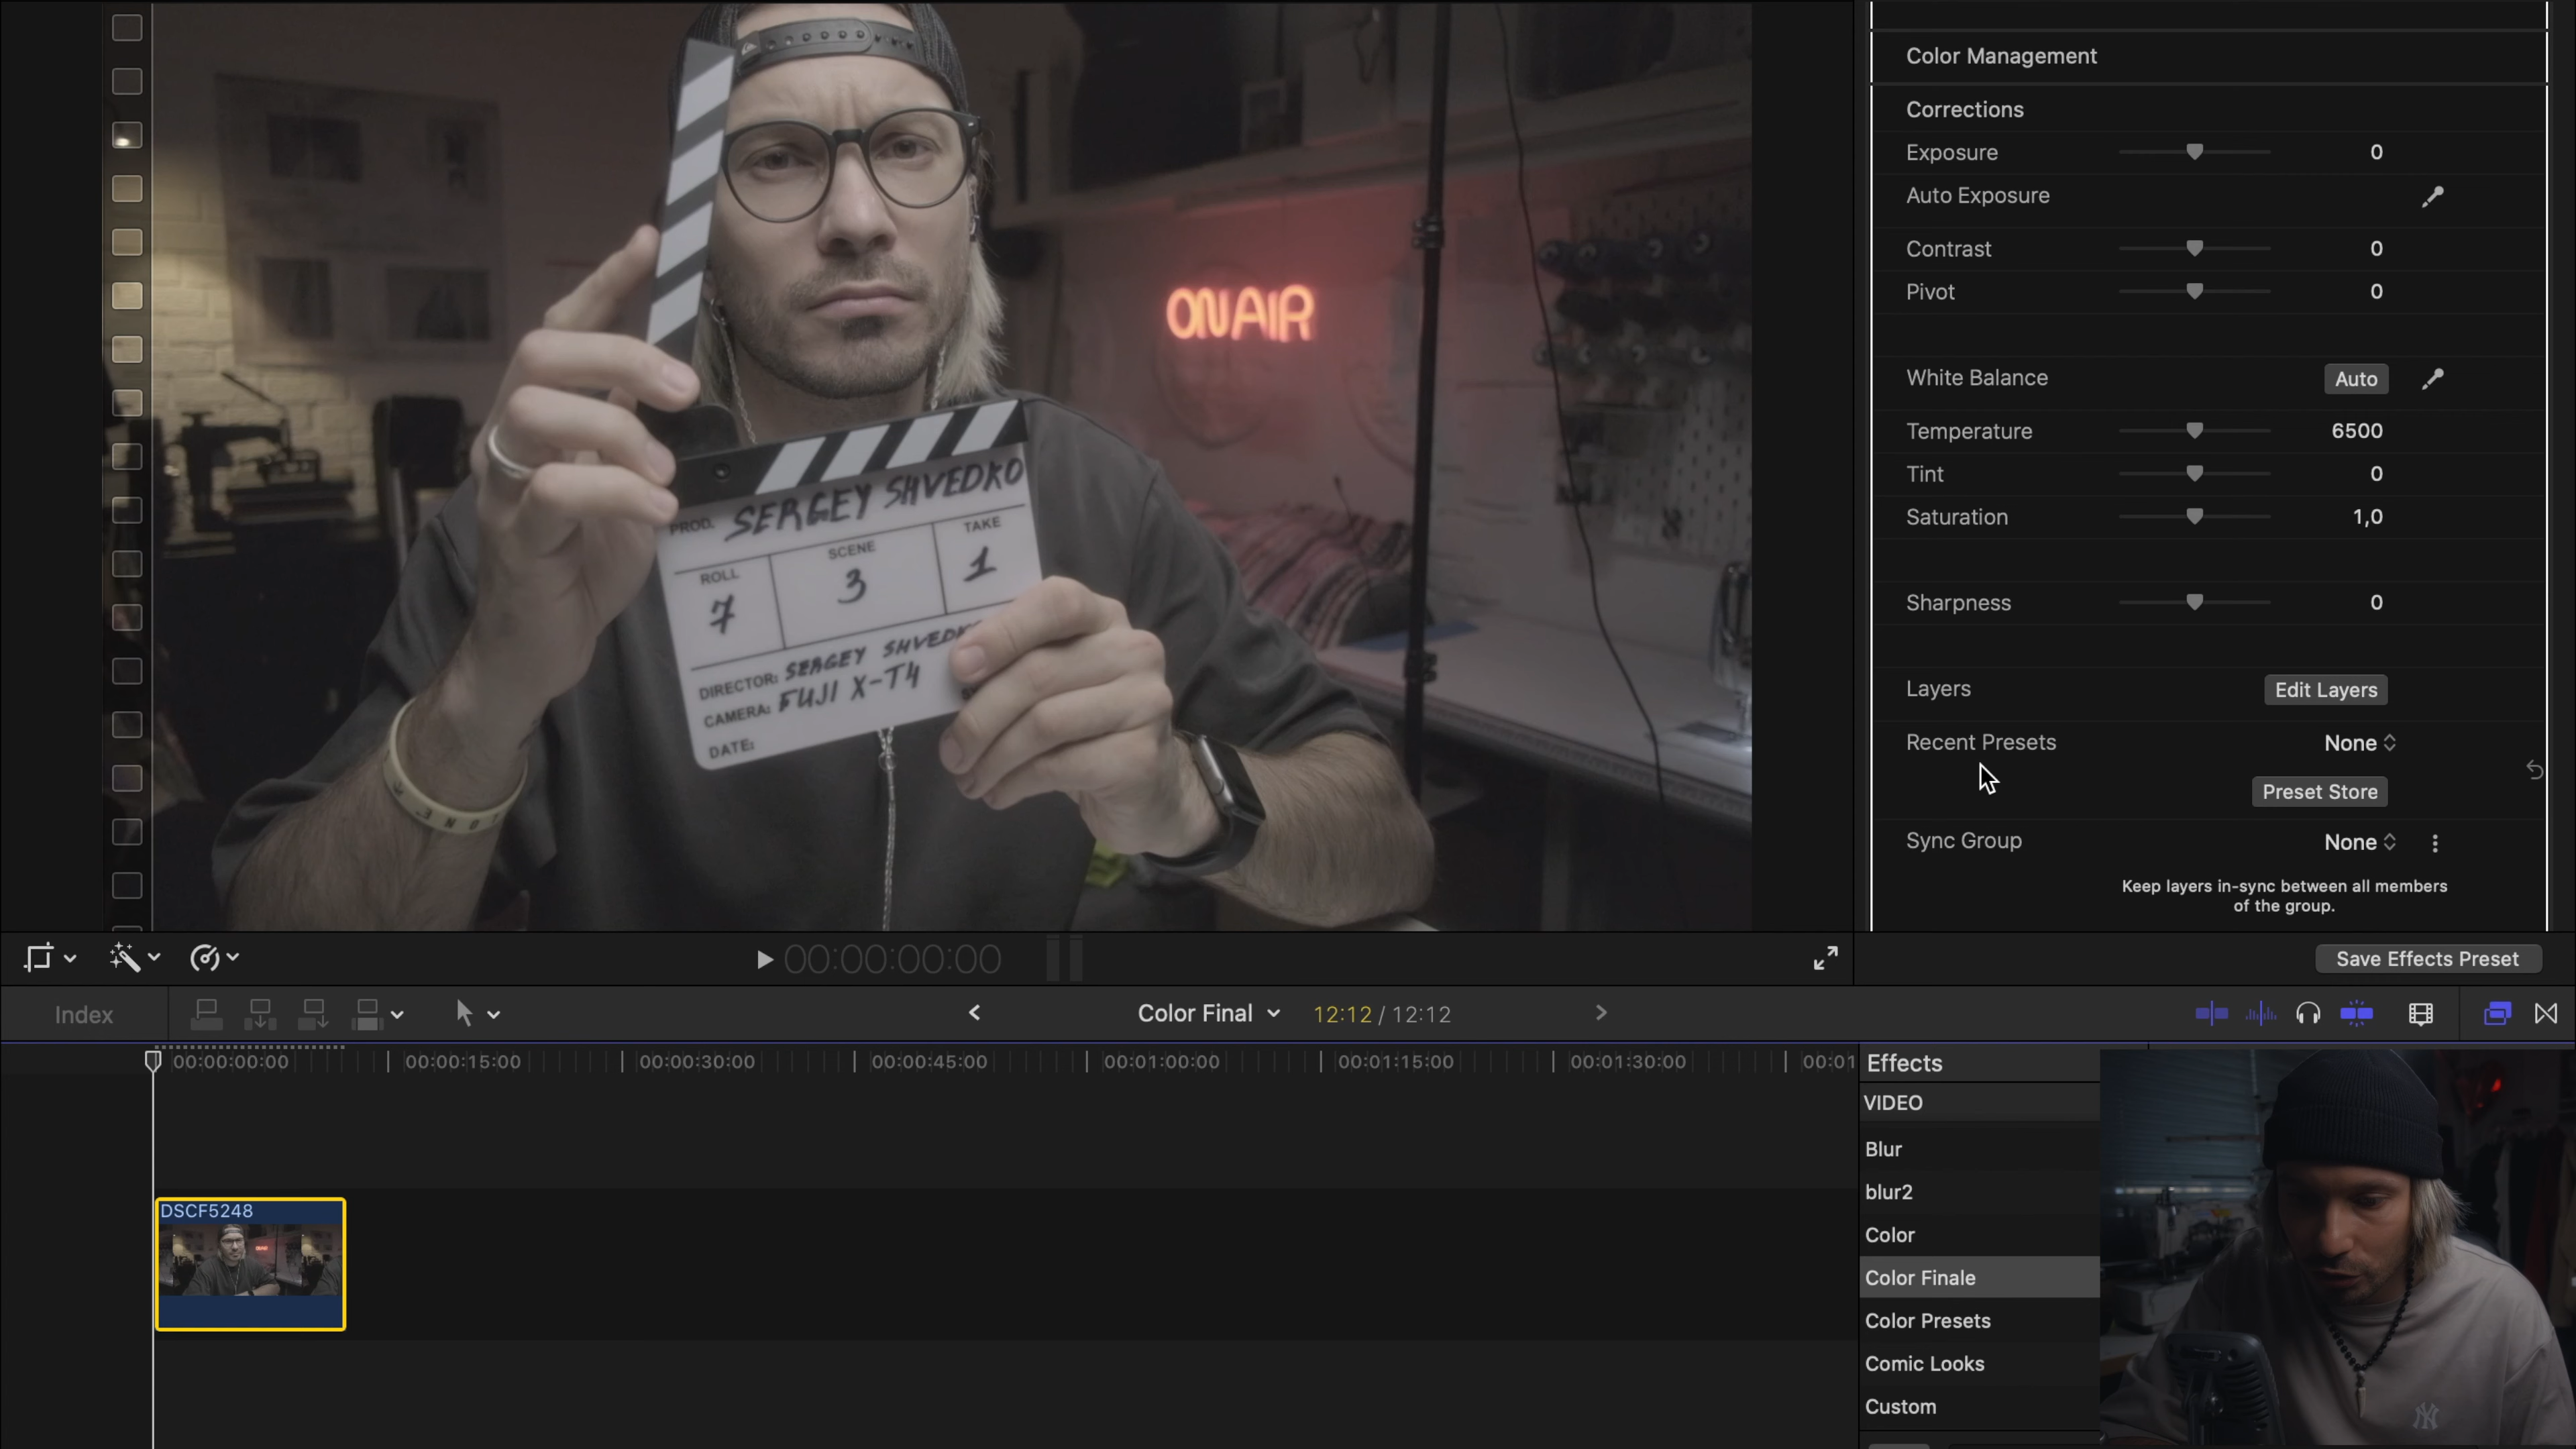 Color Management
Corrections
Exposure 0
Auto Exposure
Contrast 0
Pivot 0
White Balance Auto
Temperature 6500
Tint 0
Saturation 1,0
Sharpness 0
Layers Edit Layers
Recent Presets None
Preset Store
Sync Group None
Keep layers in-sync between all members
of the group.
Save Effects Preset
ON AIR
PROD. SERGEY SHVEDKO
ROLL SCENE TAKE
7 3 1
DIRECTOR: SERGEY SHVEDKO
CAMERA: FUJI X-T4
DATE:
00:00:00:00
Index
Color Final 12:12 / 12:12
00:00:00:00 00:00:15:00 00:00:30:00 00:00:45:00 00:01:00:00 00:01:15:00 00:01:30:00 00:01
DSCF5248
Effects
VIDEO
Blur
blur2
Color
Color Finale
Color Presets
Comic Looks
Custom
NY